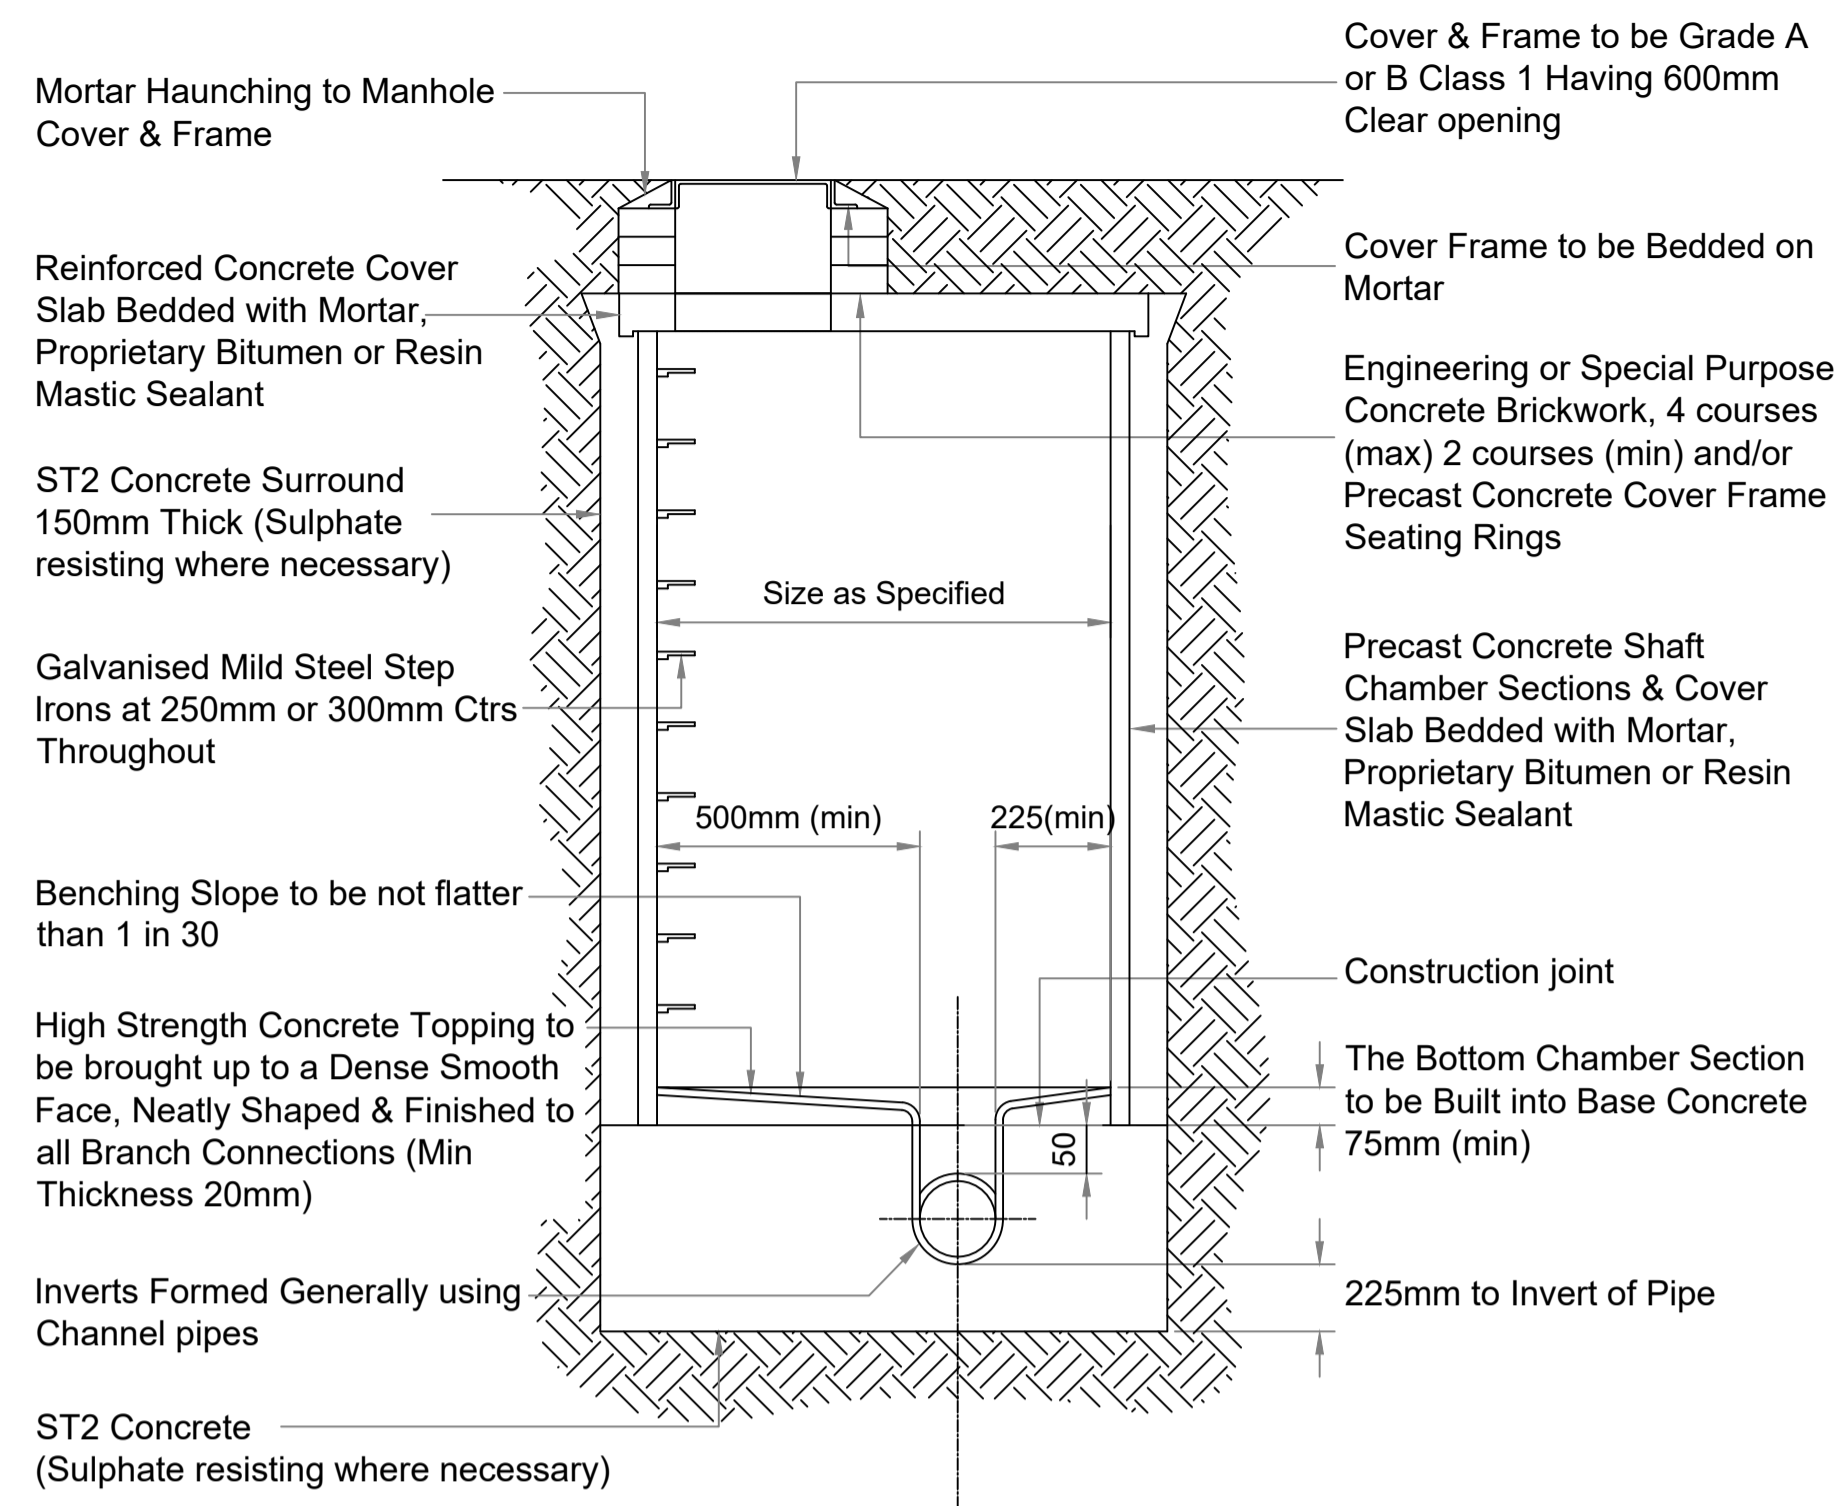 Mortar Haunching to Manhole
Cover & Frame
Reinforced Concrete Cover
Slab Bedded with Mortar,
Proprietary Bitumen or Resin
Mastic Sealant
ST2 Concrete Surround
150mm Thick (Sulphate
resisting where necessary)
Galvanised Mild Steel Step
Irons at 250mm or 300mm Ctrs
Throughout
Benching Slope to be not flatter
than 1 in 30
High Strength Concrete Topping to
be brought up to a Dense Smooth
Face, Neatly Shaped & Finished to
all Branch Connections (Min
Thickness 20mm)
Inverts Formed Generally using
Channel pipes
ST2 Concrete
(Sulphate resisting where necessary)
Size as Specified
500mm (min)
225(min)
50
Cover & Frame to be Grade A
or B Class 1 Having 600mm
Clear opening
Cover Frame to be Bedded on
Mortar
Engineering or Special Purpose
Concrete Brickwork, 4 courses
(max) 2 courses (min) and/or
Precast Concrete Cover Frame
Seating Rings
Precast Concrete Shaft
Chamber Sections & Cover
Slab Bedded with Mortar,
Proprietary Bitumen or Resin
Mastic Sealant
Construction joint
The Bottom Chamber Section
to be Built into Base Concrete
75mm (min)
225mm to Invert of Pipe